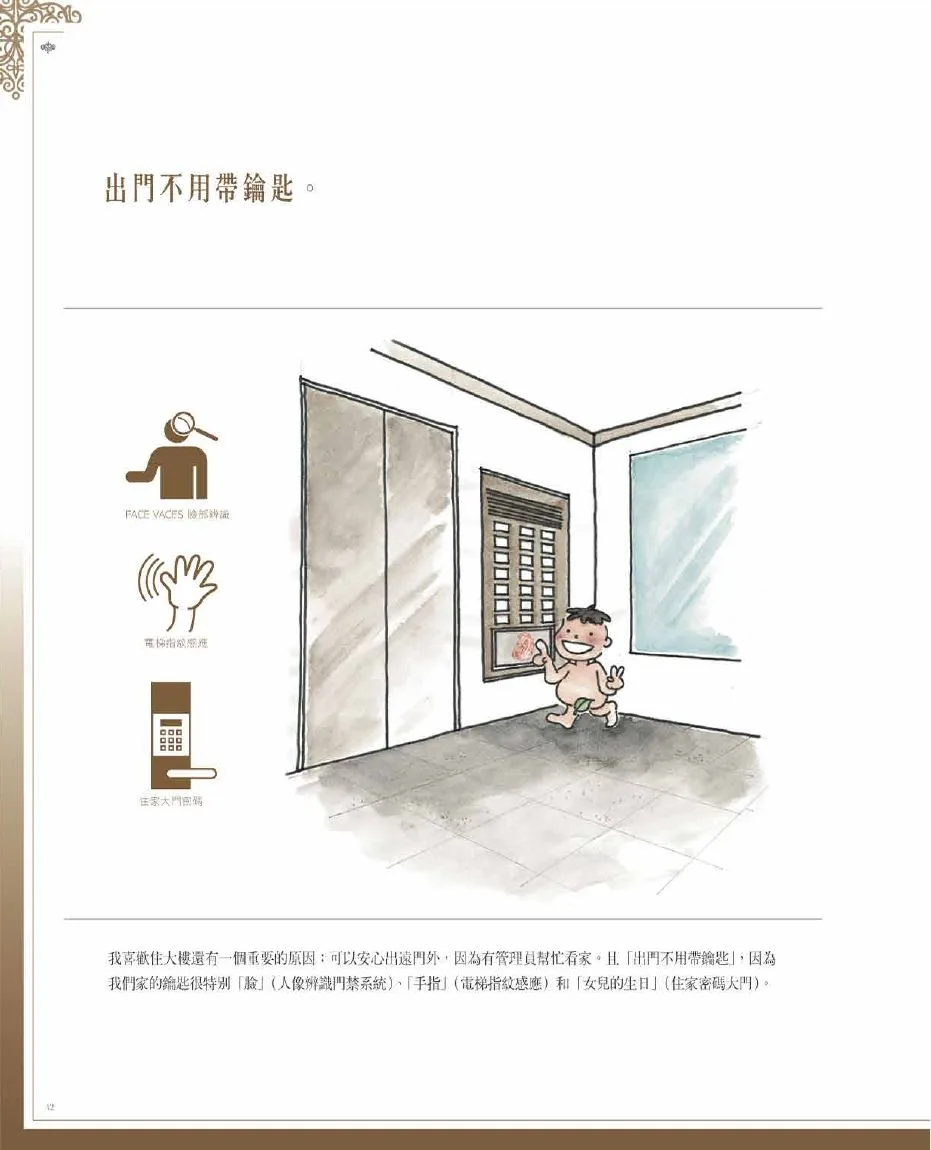 出門不用帶鑰匙。
FACE VACES 臉部辨識
電梯指紋感應
住家大門密碼
我喜歡住大樓還有一個重要的原因；可以安心出遠門外，因為有管理員幫忙看家。且「出門不用帶鑰匙」，因為
我們家的鑰匙很特別「臉」（人像辨識門禁系統）、「手指」（電梯指紋感應）和「女兒的生日」（住家密碼大門）。
12